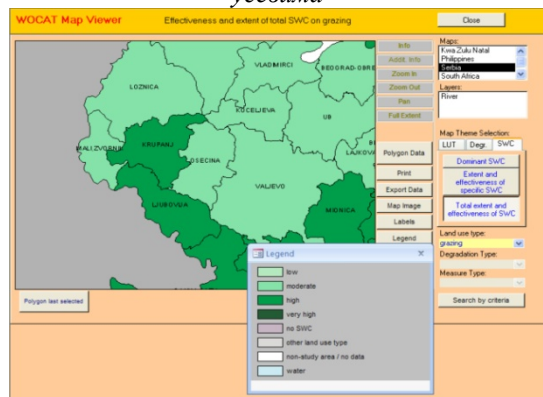 WOCAT Map Viewer
Effectiveness and extent of total SWC on grazing
Close
Info
Addtl. Info
Zoom In
Zoom Out
Pan
Full Extent
Polygon Data
Print
Export Data
Map Image
Labels
Legend
Maps:
Kwa Zulu Natal
Philippines
Serbia
South Africa
Layers:
River
Map Theme Selection:
LUT Degr. SWC
Dominant SWC
Extent and
effectiveness of
specific SWC
Total extent and
effectiveness of SWC
Land use type:
grazing
Degradation Type:
Measure Type:
Search by criteria
LOZNICA
VLADIMIRCI
BEOGRAD-OBRE
KOCELJEVA
UB
MALI ZVORNIK
KRUPANJ
OSECINA
LAJKOVA
VALJEVO
LJUBOVIJA
MIONICA
Legend
low
moderate
high
very high
no SWC
other land use type
non-study area / no data
water
Polygon last selected